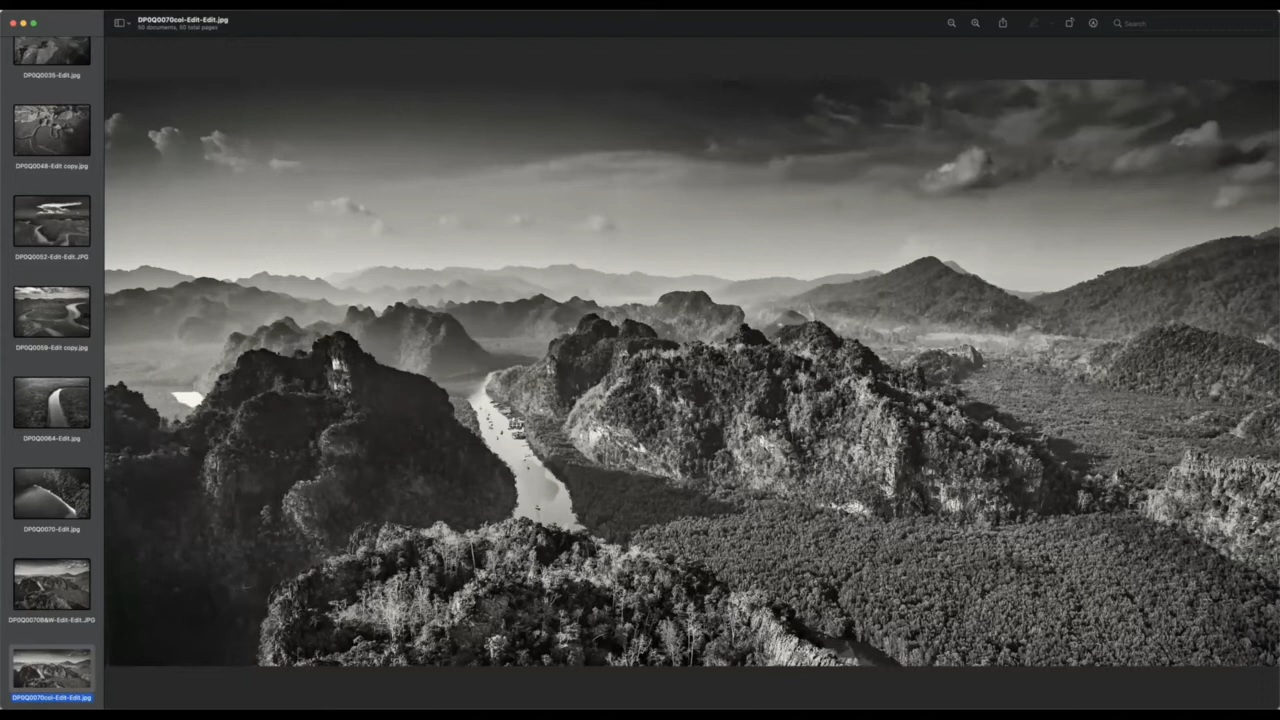 DP0Q0070col-Edit-Edit.jpg
50 documents, 50 total pages
Search
DP0Q0035-Edit.jpg
DP0Q0048-Edit copy.jpg
DP0Q0052-Edit-Edit.JPG
DP0Q0059-Edit copy.jpg
DP0Q0064-Edit.jpg
DP0Q0070-Edit.jpg
DP0Q0070B&W-Edit-Edit.JPG
DP0Q0070col-Edit-Edit.jpg